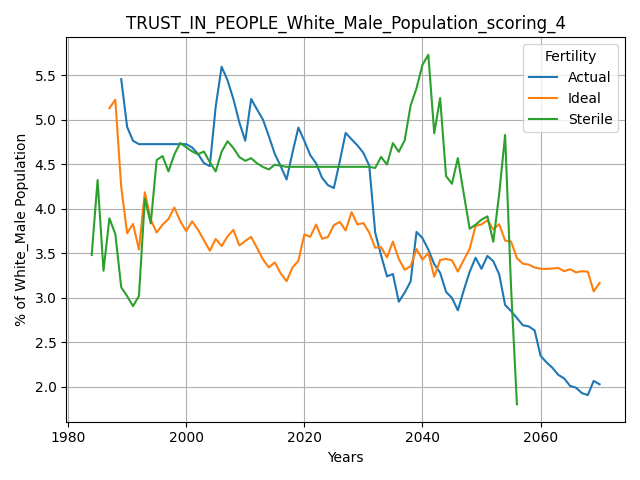 TRUST_IN_PEOPLE_White_Male_Population_scoring_4
Fertility
Actual
Ideal
Sterile
% of White_Male Population
5.5
5.0
4.5
4.0
3.5
3.0
2.5
2.0
1980
2000
2020
2040
2060
Years